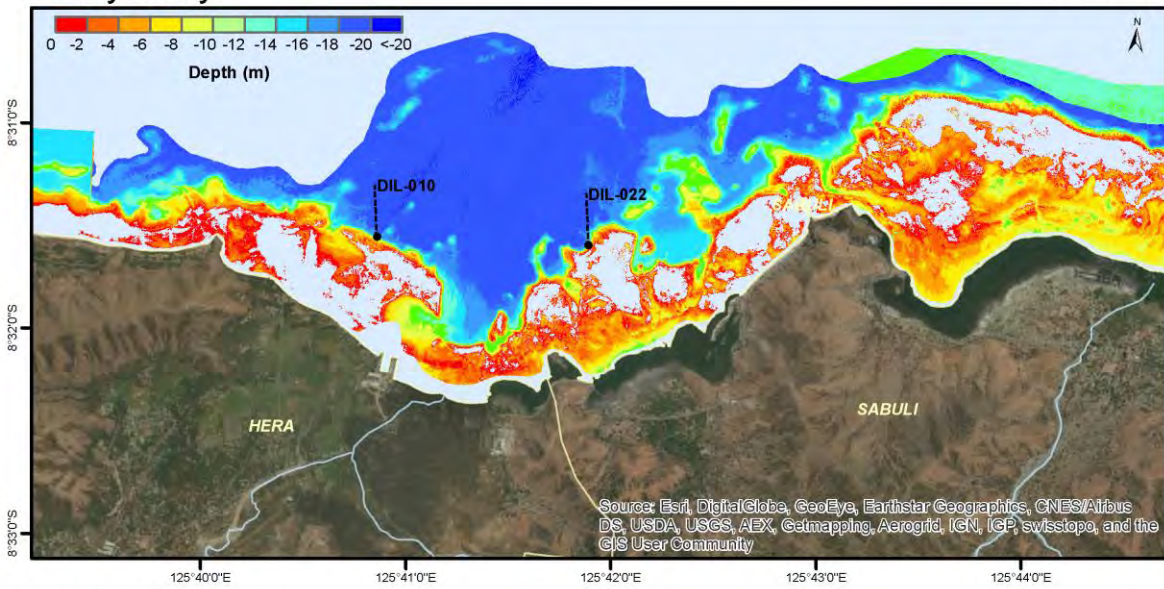 0 -2 -4 -6 -8 -10 -12 -14 -16 -18 -20 <-20
Depth (m)
N
8°31'0"S
8°32'0"S
8°33'0"S
DIL-010
DIL-022
SABULI
HERA
SABULI
Source: Esri, DigitalGlobe, GeoEye, Earthstar Geographics, CNES/Airbus
DS, USDA, USGS, AEX, Getmapping, Aerogrid, IGN, IGP, swisstopo, and the
GIS User Community
125°40'0"E 125°41'0"E 125°42'0"E 125°43'0"E 125°44'0"E